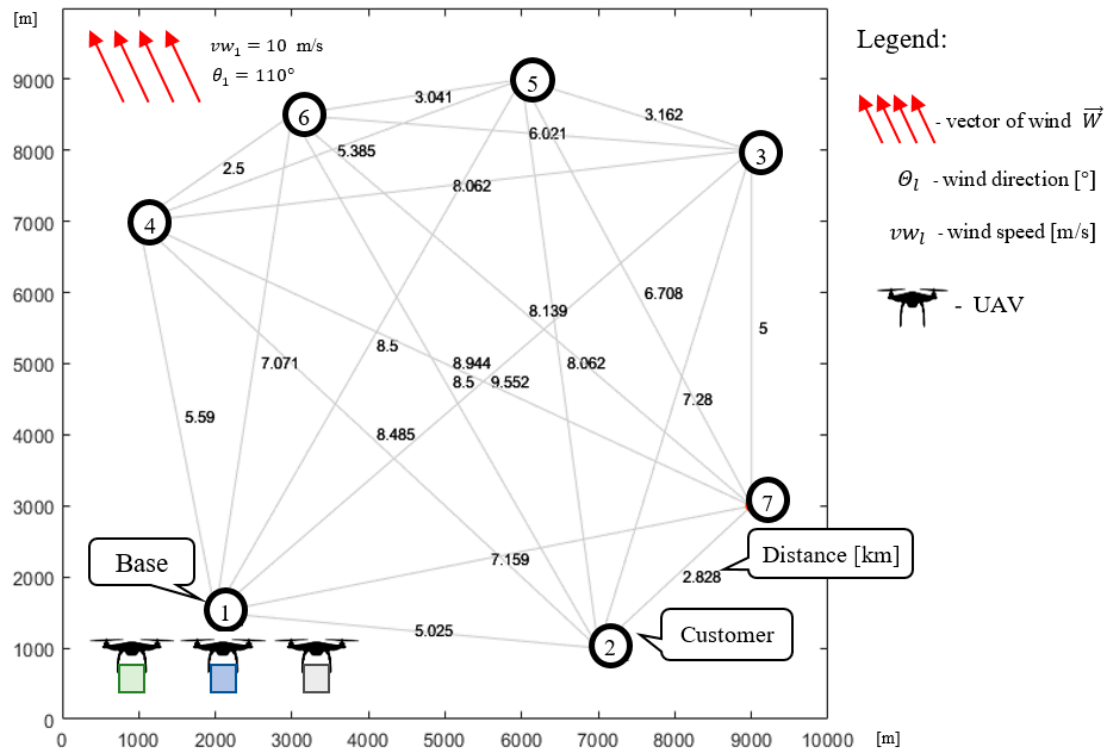 [m]
vw₁ = 10 m/s
θ₁ = 110°
Legend:
- vector of wind W⃗
Θₗ - wind direction [°]
vwₗ - wind speed [m/s]
- UAV
9000
8000
7000
6000
5000
4000
3000
2000
1000
0
5
6
3
4
7
1
2
3.041
3.162
6.021
2.5
5.385
8.062
6.708
8.139
5
8.5
8.944
8.062
7.071
8.5
9.552
7.28
5.59
8.485
7.159
2.828
5.025
Base
Distance [km]
Customer
0 1000 2000 3000 4000 5000 6000 7000 8000 9000 10000
[m]